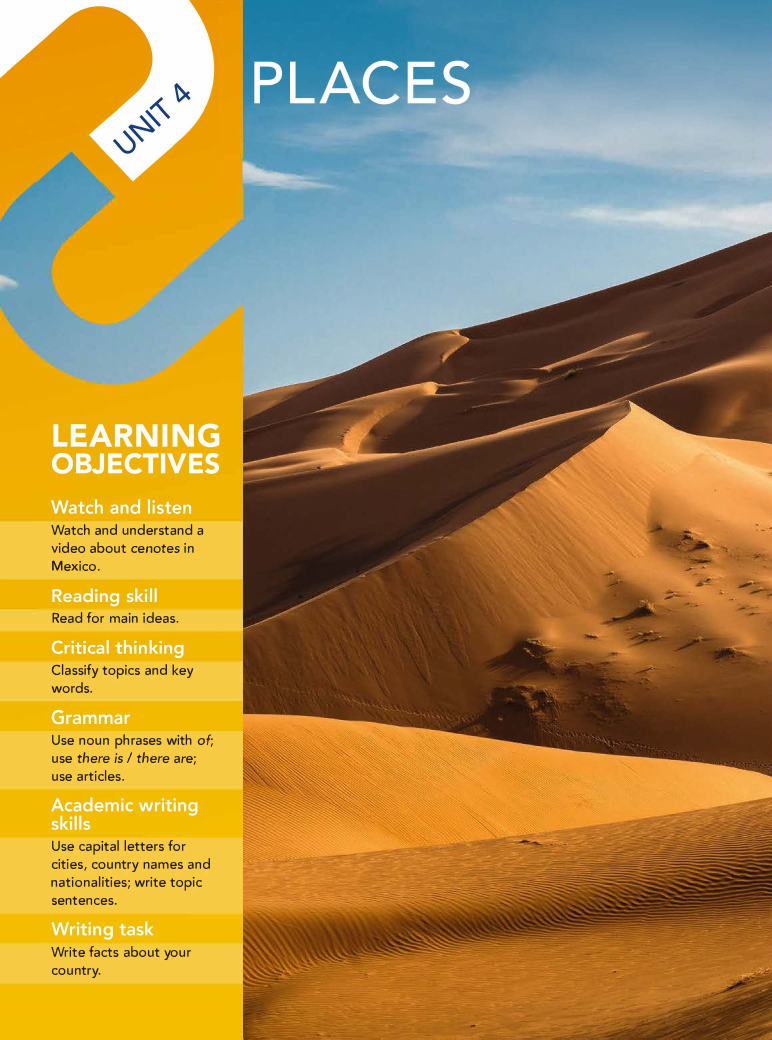 UNIT 4
PLACES
LEARNING
OBJECTIVES
Watch and listen
Watch and understand a
video about cenotes in
Mexico.
Reading skill
Read for main ideas.
Critical thinking
Classify topics and key
words.
Grammar
Use noun phrases with of;
use there is / there are;
use articles.
Academic writing
skills
Use capital letters for
cities, country names and
nationalities; write topic
sentences.
Writing task
Write facts about your
country.